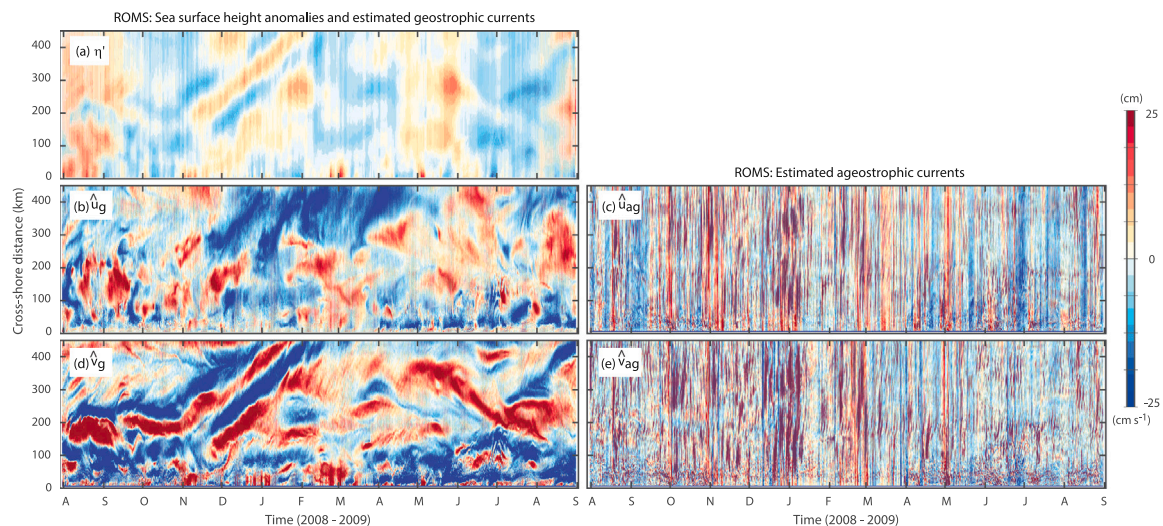 ROMS: Sea surface height anomalies and estimated geostrophic currents
(a) η'
400
300
200
100
0
(b) ûg
400
300
200
100
0
(d) v̂g
400
300
200
100
0
Cross-shore distance (km)
A S O N D J F M A M J J A S
Time (2008 - 2009)
ROMS: Estimated ageostrophic currents
(c) ûag
(e) v̂ag
A S O N D J F M A M J J A S
Time (2008 - 2009)
(cm)
25
0
-25
(cm s⁻¹)